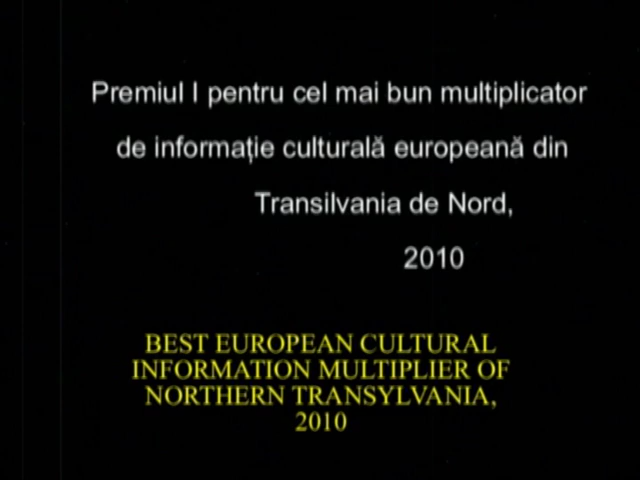 Premiul I pentru cel mai bun multiplicator
de informație culturală europeană din
Transilvania de Nord,
2010
BEST EUROPEAN CULTURAL
INFORMATION MULTIPLIER OF
NORTHERN TRANSYLVANIA,
2010